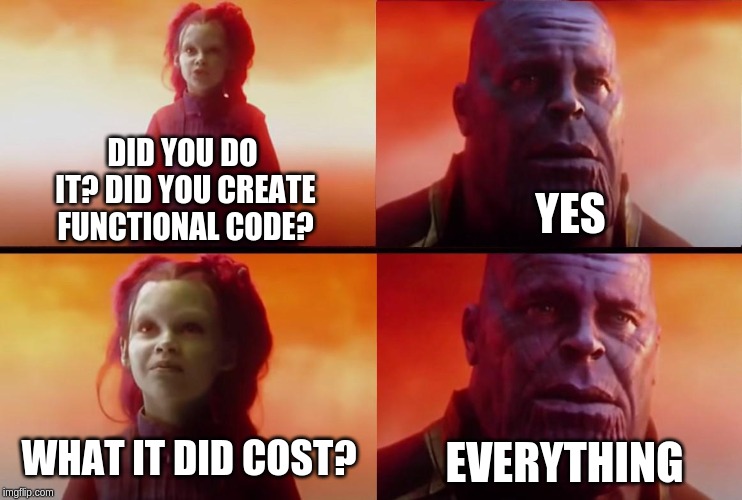 DID YOU DO
IT? DID YOU CREATE
FUNCTIONAL CODE?
YES
WHAT IT DID COST?
EVERYTHING
imgflip.com